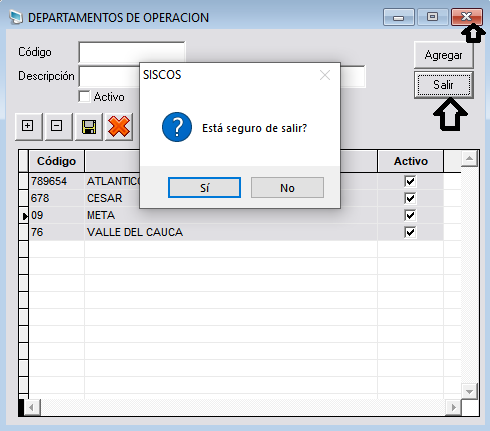 DEPARTAMENTOS DE OPERACION
Código
Agregar
Descripción
Salir
Activo
SISCOS
Está seguro de salir?
Sí No
Código Activo
789654 ATLANTICO
678 CESAR
09 META
76 VALLE DEL CAUCA